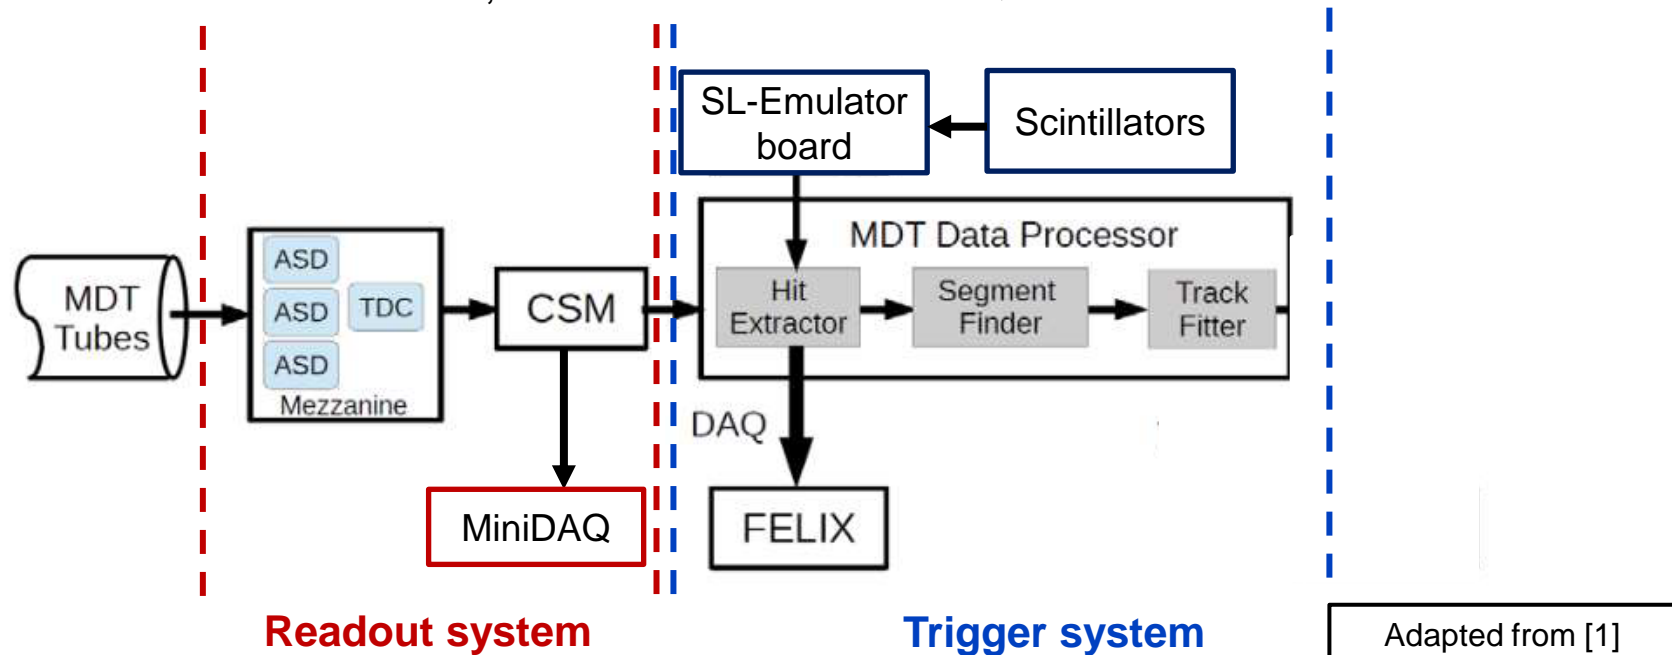 SL-Emulator
board
Scintillators
MDT Data Processor
MDT
Tubes
ASD
ASD
ASD
TDC
Mezzanine
CSM
Hit
Extractor
Segment
Finder
Track
Fitter
DAQ
MiniDAQ
FELIX
Readout system
Trigger system
Adapted from [1]